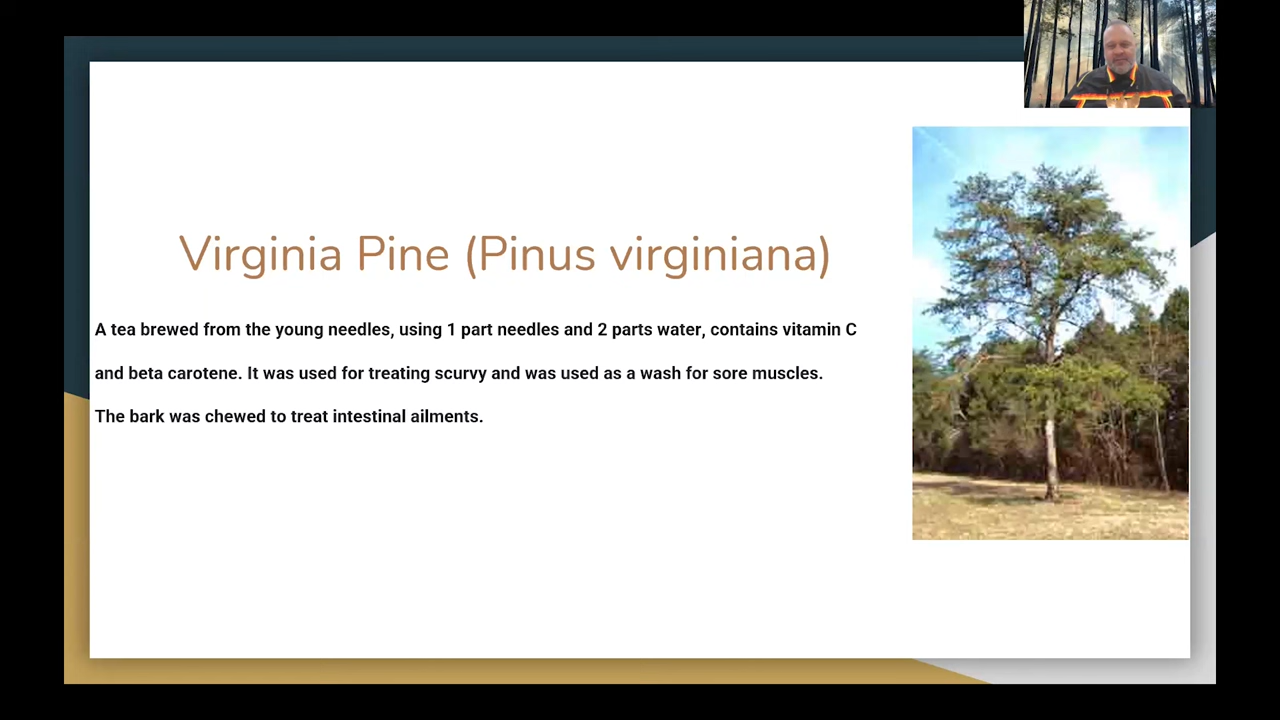 Virginia Pine (Pinus virginiana)
A tea brewed from the young needles, using 1 part needles and 2 parts water, contains vitamin C
and beta carotene. It was used for treating scurvy and was used as a wash for sore muscles.
The bark was chewed to treat intestinal ailments.